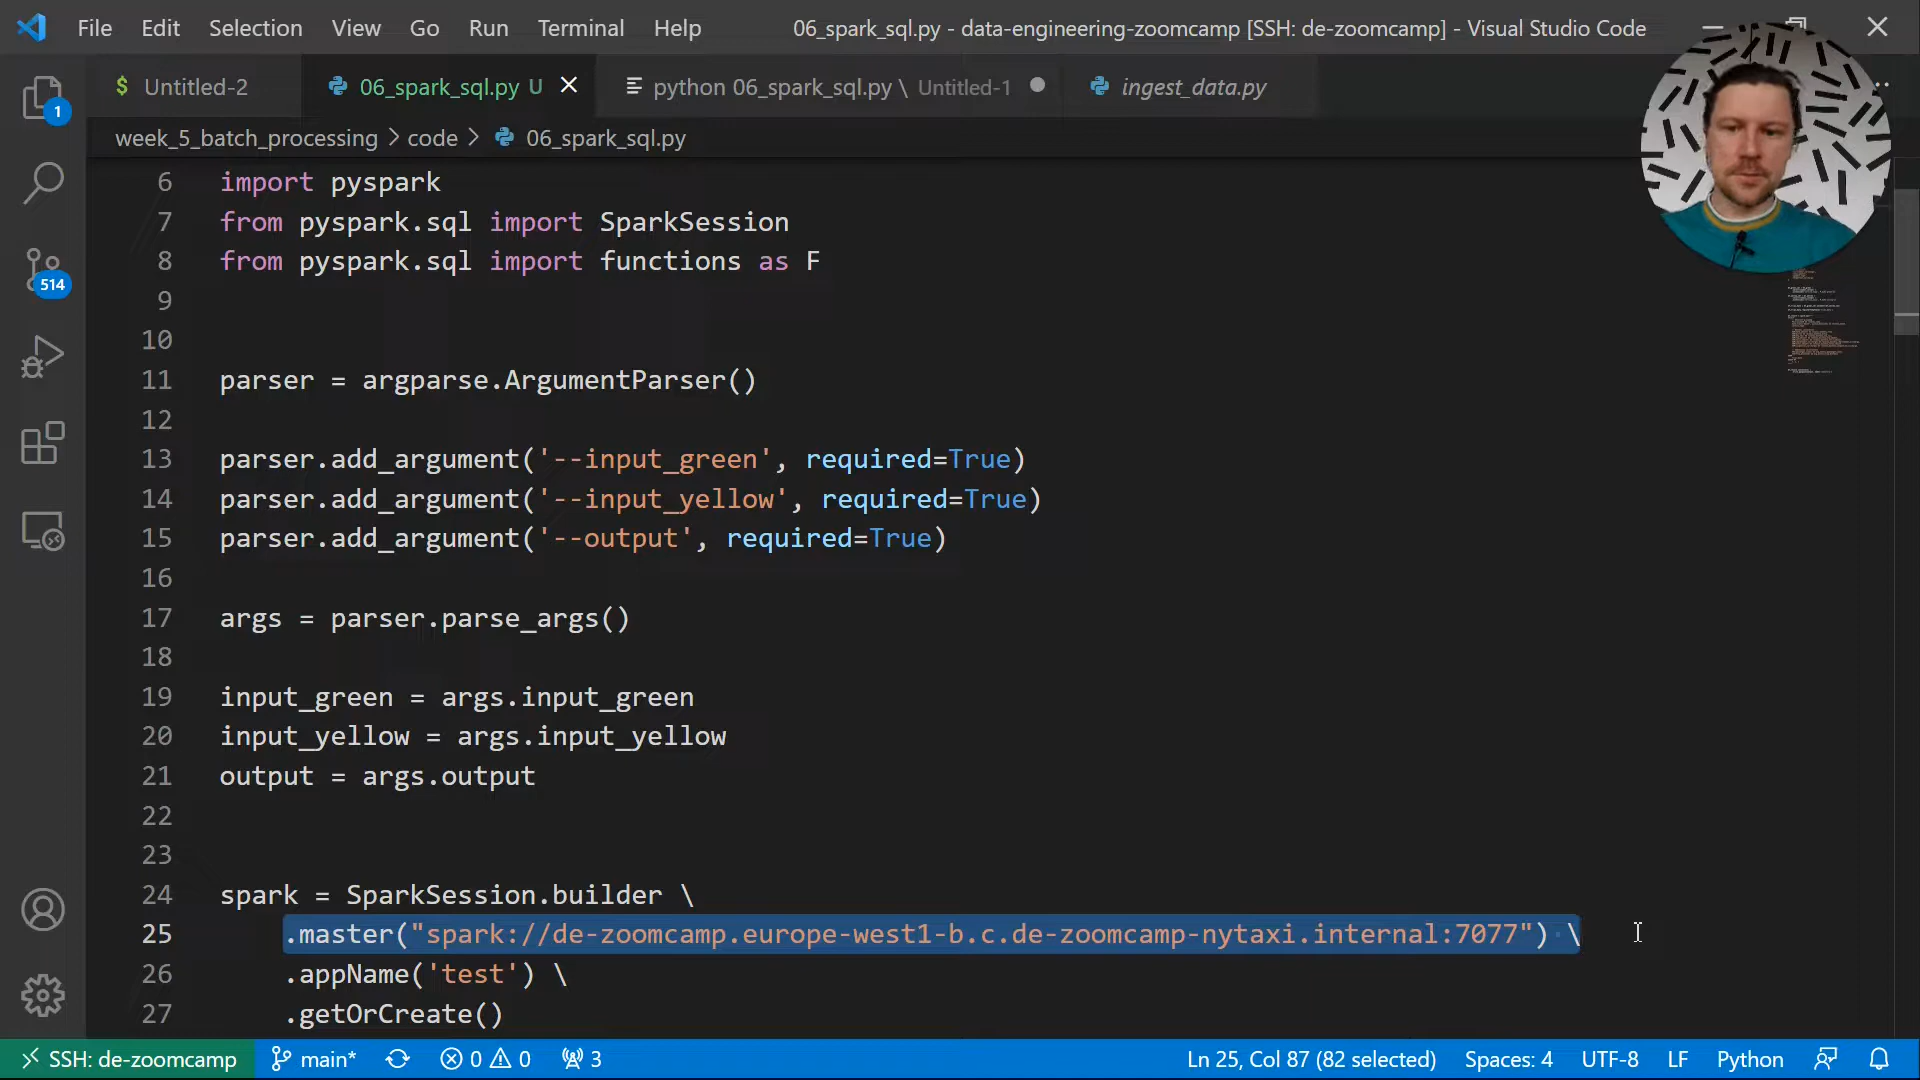 File Edit Selection View Go Run Terminal Help 06_spark_sql.py - data-engineering-zoomcamp [SSH: de-zoomcamp] - Visual Studio Code
$ Untitled-2 06_spark_sql.py U python 06_spark_sql.py \ Untitled-1 ingest_data.py
week_5_batch_processing > code > 06_spark_sql.py
1
514
6 import pyspark
7 from pyspark.sql import SparkSession
8 from pyspark.sql import functions as F
9
10
11 parser = argparse.ArgumentParser()
12
13 parser.add_argument('--input_green', required=True)
14 parser.add_argument('--input_yellow', required=True)
15 parser.add_argument('--output', required=True)
16
17 args = parser.parse_args()
18
19 input_green = args.input_green
20 input_yellow = args.input_yellow
21 output = args.output
22
23
24 spark = SparkSession.builder \
25 .master("spark://de-zoomcamp.europe-west1-b.c.de-zoomcamp-nytaxi.internal:7077") \
26 .appName('test') \
27 .getOrCreate()
SSH: de-zoomcamp main* 0 0 3 Ln 25, Col 87 (82 selected) Spaces: 4 UTF-8 LF Python